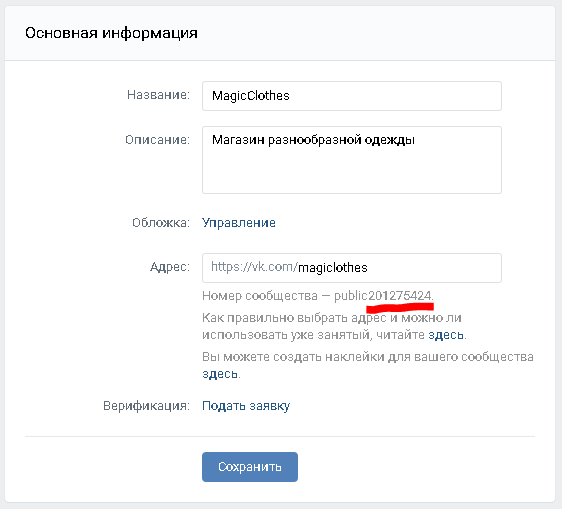 Основная информация
Название: MagicClothes
Описание: Магазин разнообразной одежды
Обложка: Управление
Адрес: https://vk.com/magiclothes
Номер сообщества — public201275424.
Как правильно выбрать адрес и можно ли
использовать уже занятый, читайте здесь.
Вы можете создать наклейки для вашего сообщества
здесь.
Верификация: Подать заявку
Сохранить